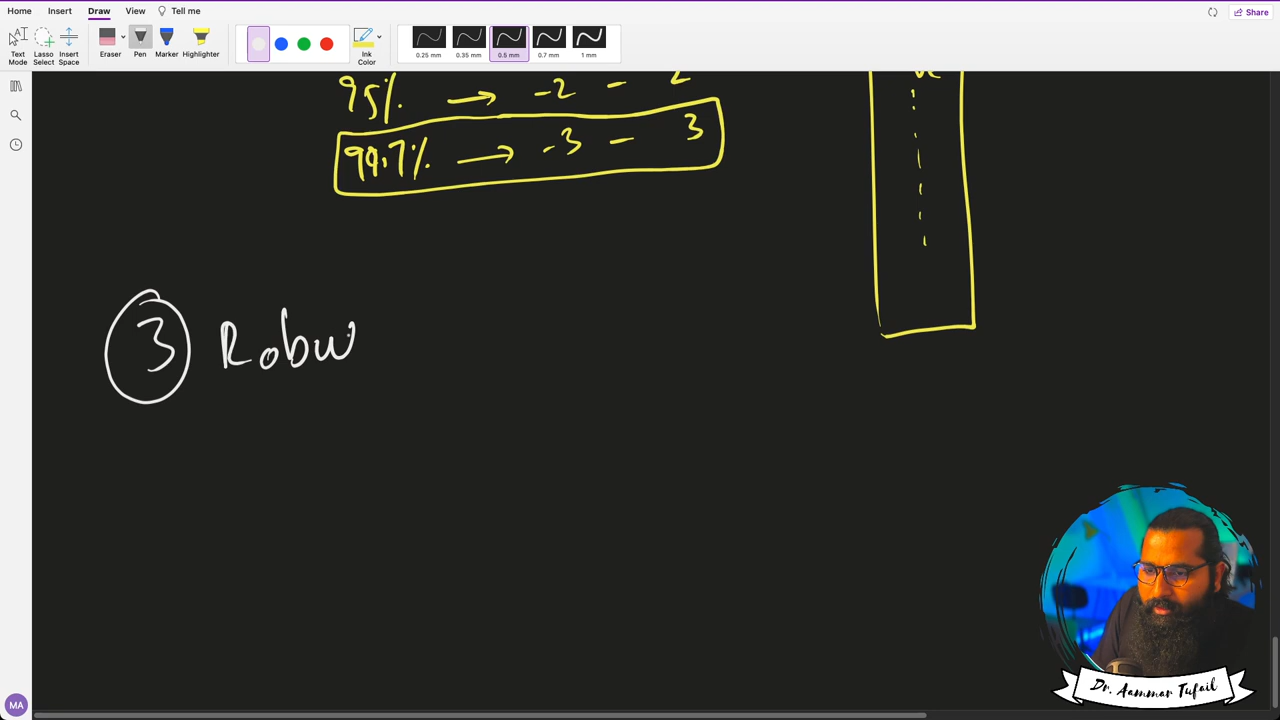 Home Insert Draw View Tell me
Share
Text Mode Lasso Select Insert Space Eraser Pen Marker Highlighter Ink Color 0.25 mm 0.35 mm 0.5 mm 0.7 mm 1 mm
95% → -2 - 2
99.7% → -3 - 3
3 Robu
MA
Dr. Aammar Tufail